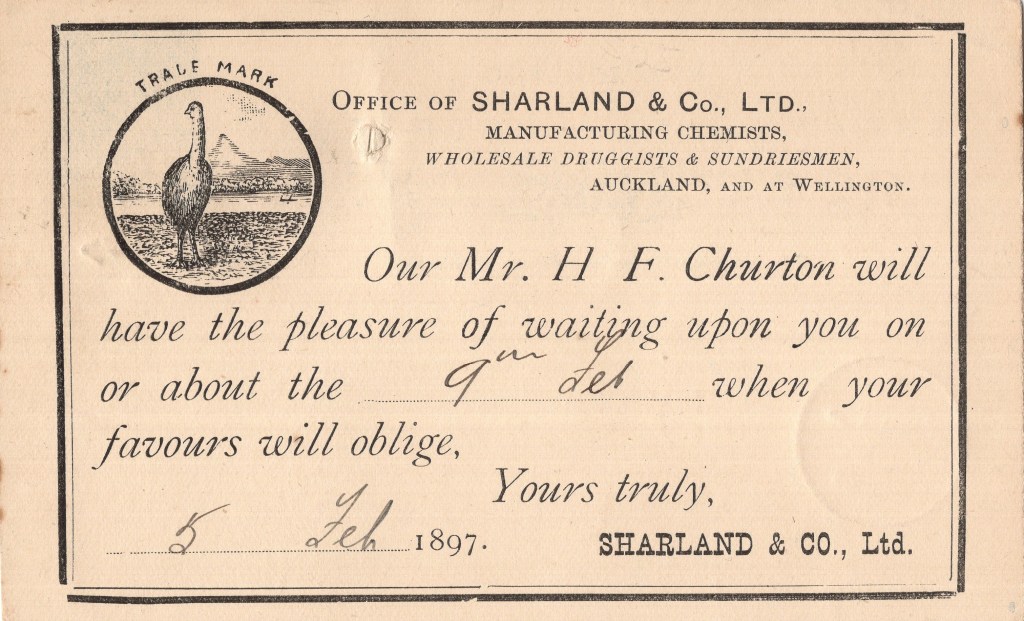 TRADE MARK
OFFICE OF SHARLAND & Co., LTD.,
MANUFACTURING CHEMISTS,
WHOLESALE DRUGGISTS & SUNDRIESMEN,
AUCKLAND, AND AT WELLINGTON.
Our Mr. H F. Churton will
have the pleasure of waiting upon you on
or about the 9th Feb when your
favours will oblige,
Yours truly,
5 Feb 1897.
SHARLAND & CO., Ltd.